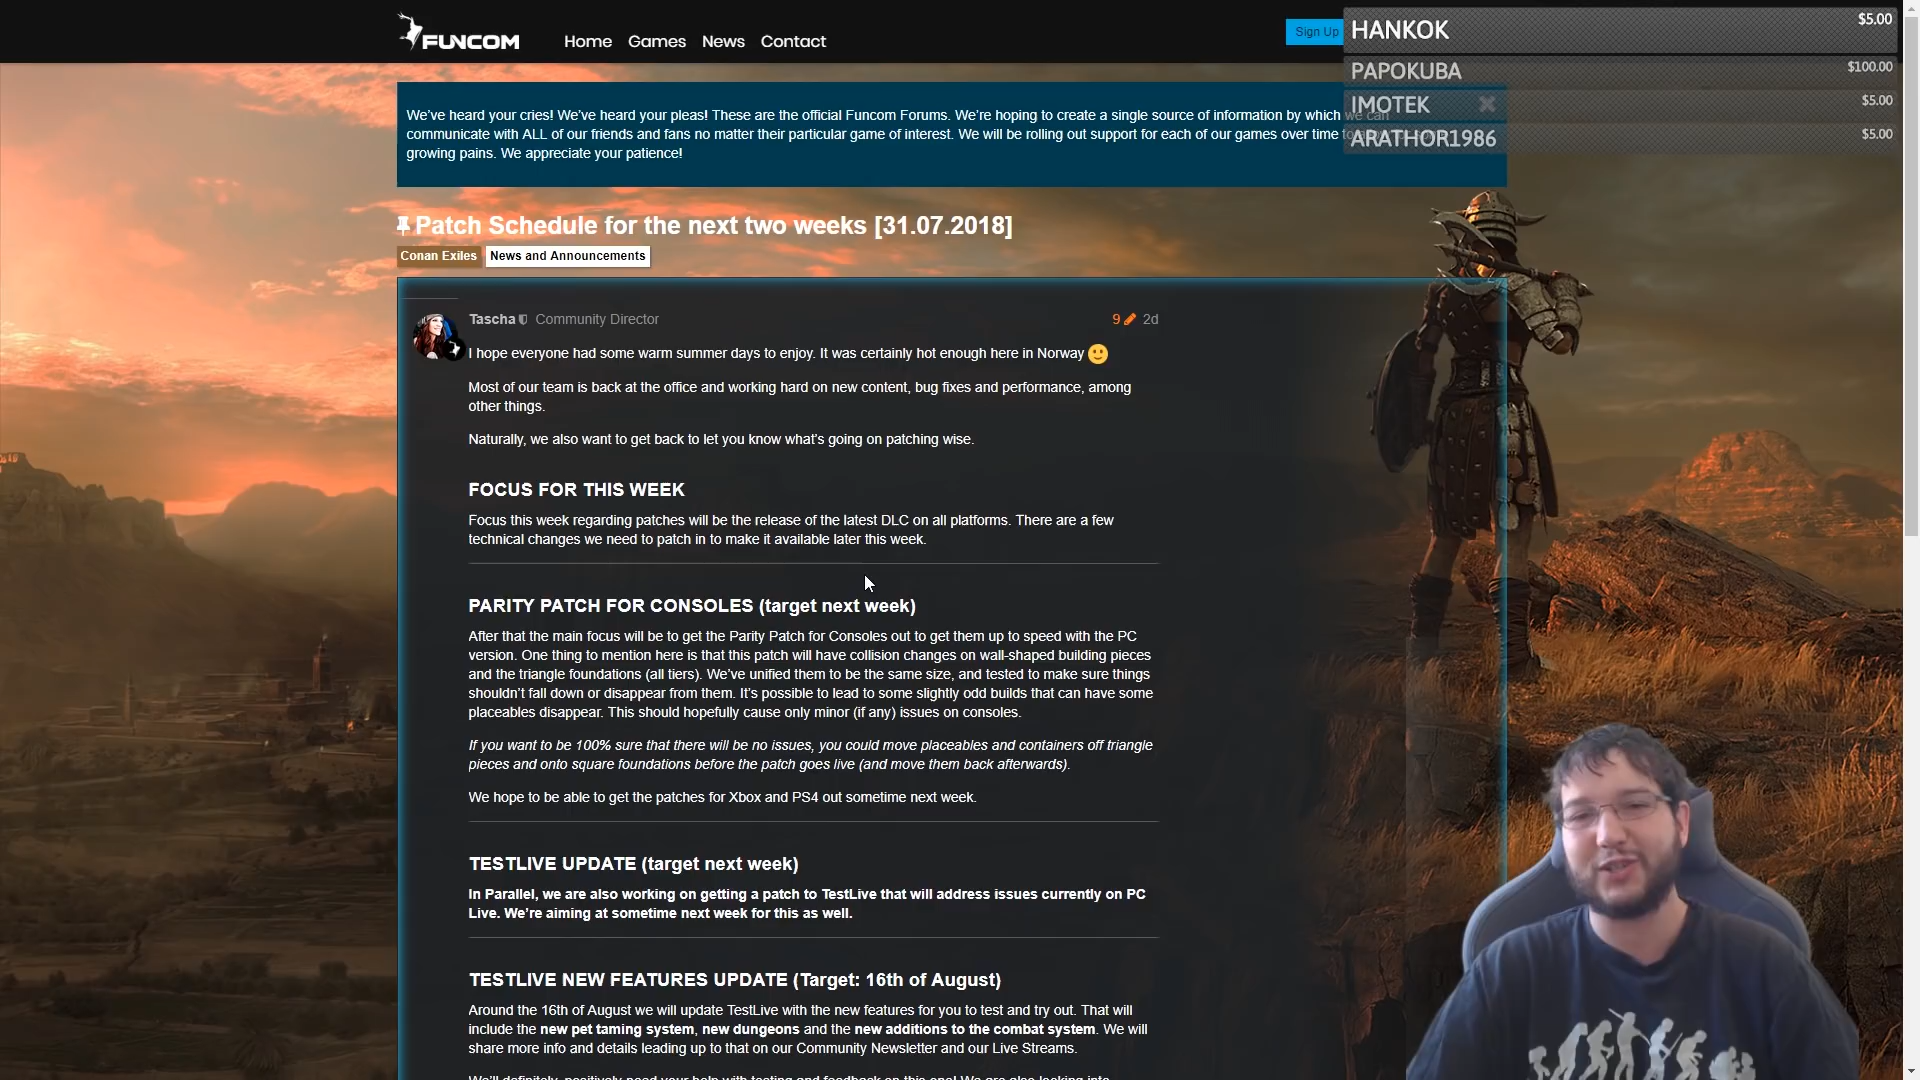 FUNCOM
Home Games News Contact
Sign Up
HANKOK $5.00
PAPOKUBA $100.00
IMOTEK $5.00
ARATHOR1986 $5.00
We've heard your cries! We've heard your pleas! These are the official Funcom Forums. We're hoping to create a single source of information by which we can
communicate with ALL of our friends and fans no matter their particular game of interest. We will be rolling out support for each of our games over time
growing pains. We appreciate your patience!
Patch Schedule for the next two weeks [31.07.2018]
Conan Exiles News and Announcements
Tascha Community Director 9 2d
I hope everyone had some warm summer days to enjoy. It was certainly hot enough here in Norway
Most of our team is back at the office and working hard on new content, bug fixes and performance, among
other things.
Naturally, we also want to get back to let you know what's going on patching wise.
FOCUS FOR THIS WEEK
Focus this week regarding patches will be the release of the latest DLC on all platforms. There are a few
technical changes we need to patch in to make it available later this week.
PARITY PATCH FOR CONSOLES (target next week)
After that the main focus will be to get the Parity Patch for Consoles out to get them up to speed with the PC
version. One thing to mention here is that this patch will have collision changes on wall-shaped building pieces
and the triangle foundations (all tiers). We've unified them to be the same size, and tested to make sure things
shouldn't fall down or disappear from them. It's possible to lead to some slightly odd builds that can have some
placeables disappear. This should hopefully cause only minor (if any) issues on consoles.
If you want to be 100% sure that there will be no issues, you could move placeables and containers off triangle
pieces and onto square foundations before the patch goes live (and move them back afterwards).
We hope to be able to get the patches for Xbox and PS4 out sometime next week.
TESTLIVE UPDATE (target next week)
In Parallel, we are also working on getting a patch to TestLive that will address issues currently on PC
Live. We're aiming at sometime next week for this as well.
TESTLIVE NEW FEATURES UPDATE (Target: 16th of August)
Around the 16th of August we will update TestLive with the new features for you to test and try out. That will
include the new pet taming system, new dungeons and the new additions to the combat system. We will
share more info and details leading up to that on our Community Newsletter and our Live Streams.
We'll definitely, positively need your help with testing and feedback on this one! We are also looking into